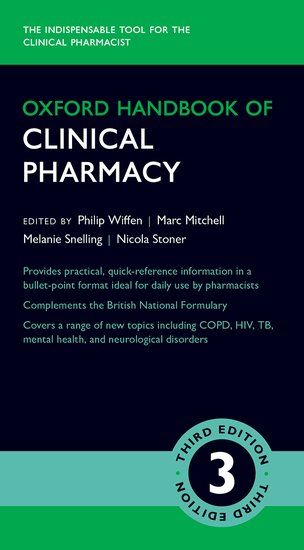 THE INDISPENSABLE TOOL FOR THE
CLINICAL PHARMACIST
OXFORD HANDBOOK OF
CLINICAL
PHARMACY
EDITED BY Philip Wiffen | Marc Mitchell
Melanie Snelling | Nicola Stoner
Provides practical, quick-reference information in a
bullet-point format ideal for daily use by pharmacists
Complements the British National Formulary
Covers a range of new topics including COPD, HIV, TB,
mental health, and neurological disorders
THIRD EDITION
3
THIRD EDITION